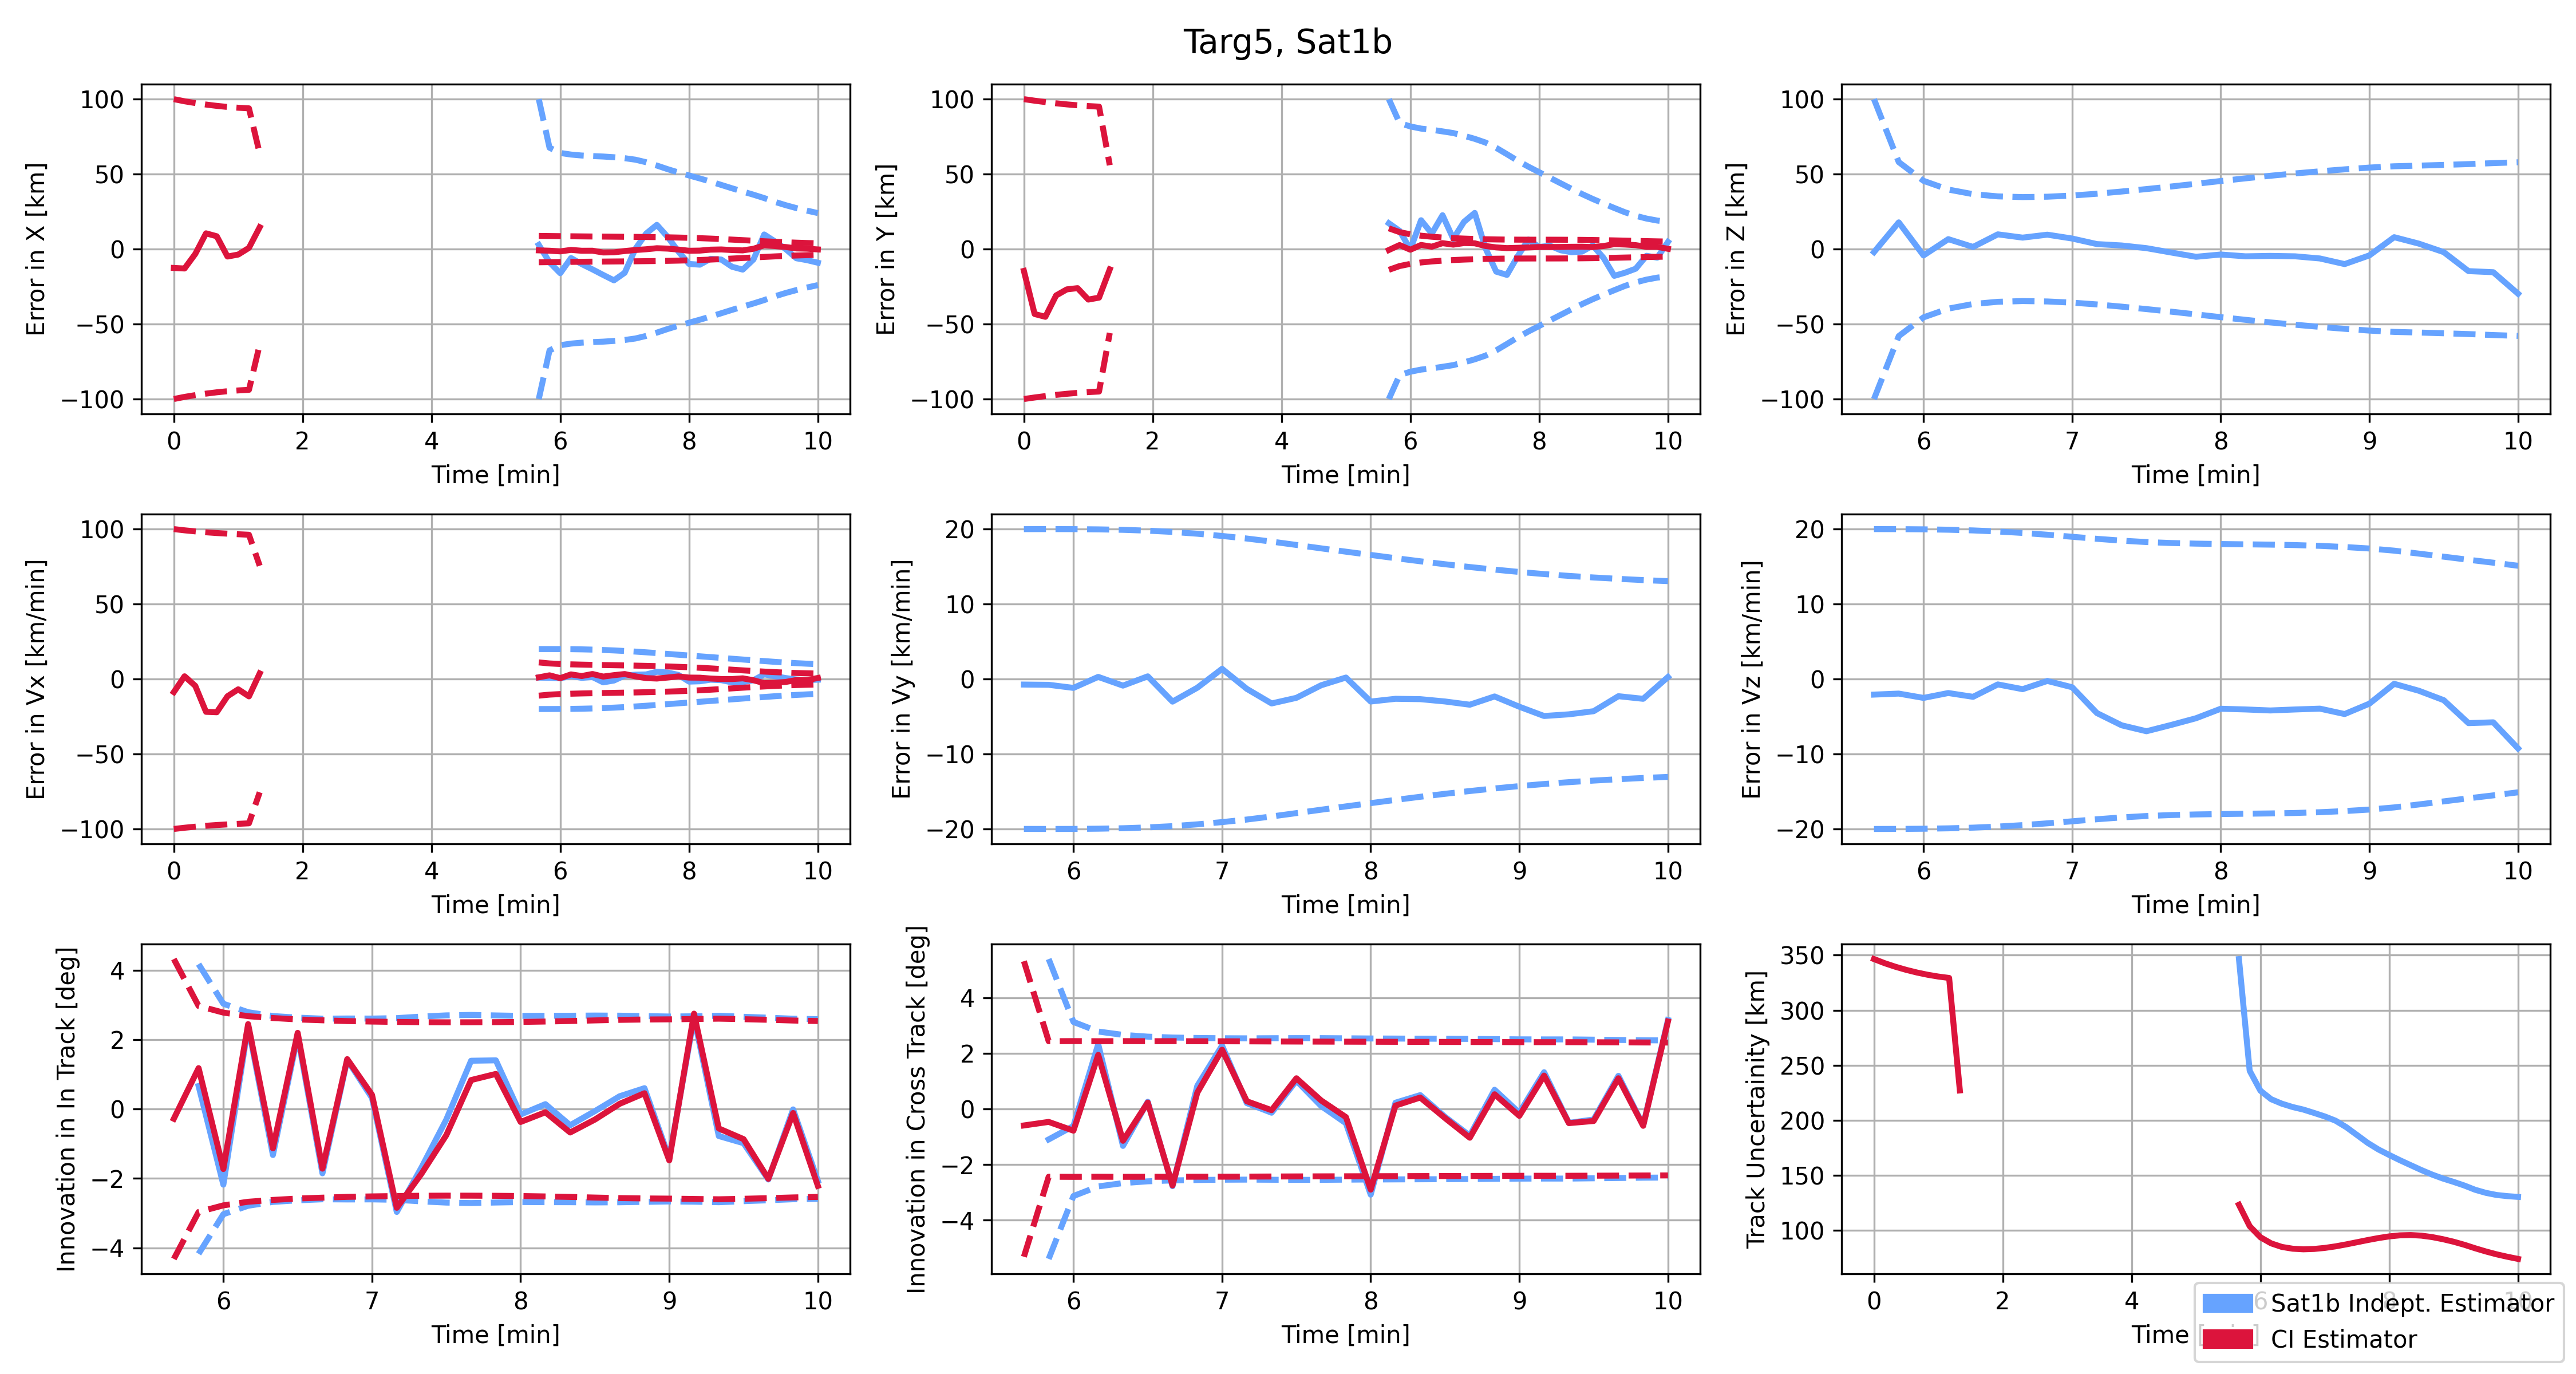 Targ5, Sat1b
Error in X [km]
100
50
0
−50
−100
0 2 4 6 8 10
Time [min]
Error in Y [km]
100
50
0
−50
−100
0 2 4 6 8 10
Time [min]
Error in Z [km]
100
50
0
−50
−100
6 7 8 9 10
Time [min]
Error in Vx [km/min]
100
50
0
−50
−100
0 2 4 6 8 10
Time [min]
Error in Vy [km/min]
20
10
0
−10
−20
6 7 8 9 10
Time [min]
Error in Vz [km/min]
20
10
0
−10
−20
6 7 8 9 10
Time [min]
Innovation in In Track [deg]
4
2
0
−2
−4
6 7 8 9 10
Time [min]
Innovation in Cross Track [deg]
4
2
0
−2
−4
6 7 8 9 10
Time [min]
Track Uncertainity [km]
350
300
250
200
150
100
0 2 4 6 8 10
Time
Sat1b Indept. Estimator
CI Estimator